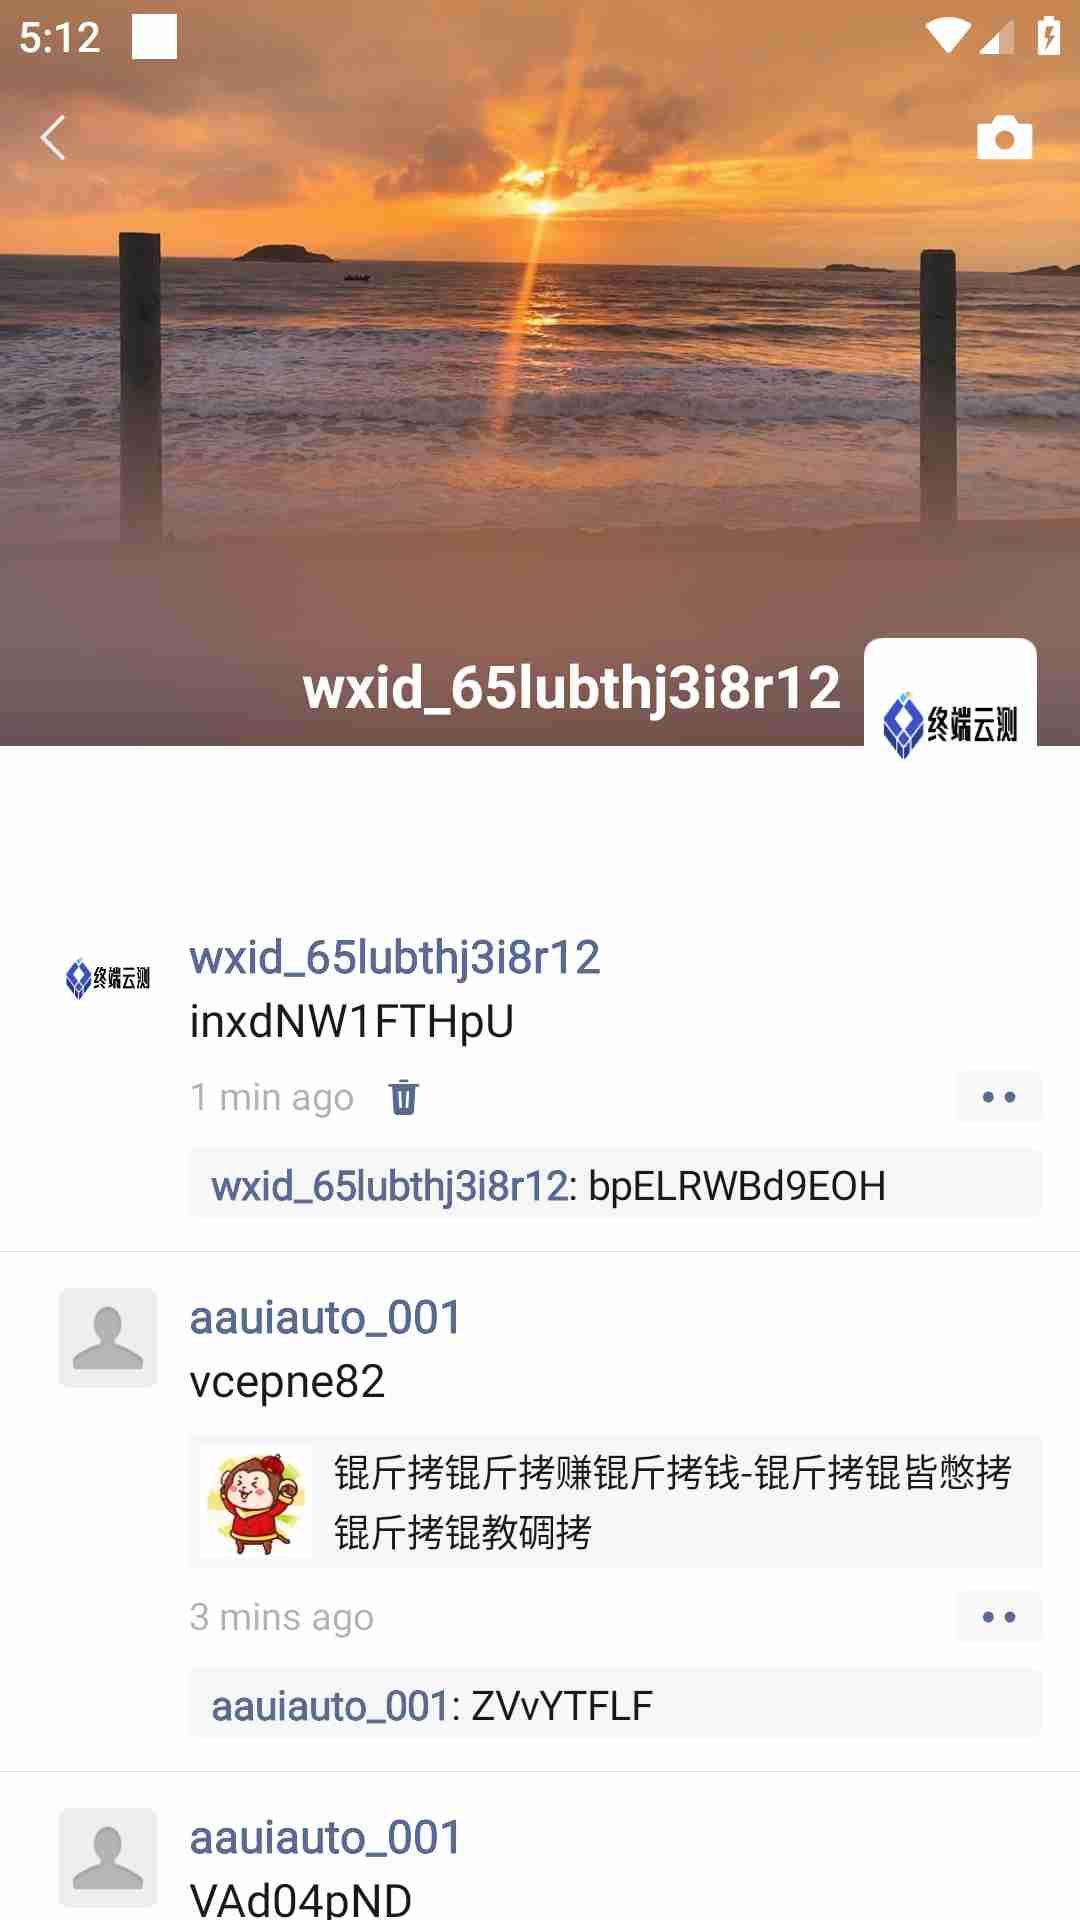 5:12
wxid_65lubthj3i8r12
终端云测
终端云测
wxid_65lubthj3i8r12
inxdNW1FTHpU
1 min ago
wxid_65lubthj3i8r12: bpELRWBd9EOH
aauiauto_001
vcepne82
锟斤拷锟斤拷赚锟斤拷钱-锟斤拷锟皆憋拷
锟斤拷锟教碉拷
3 mins ago
aauiauto_001: ZVvYTFLF
aauiauto_001
VAd04pND